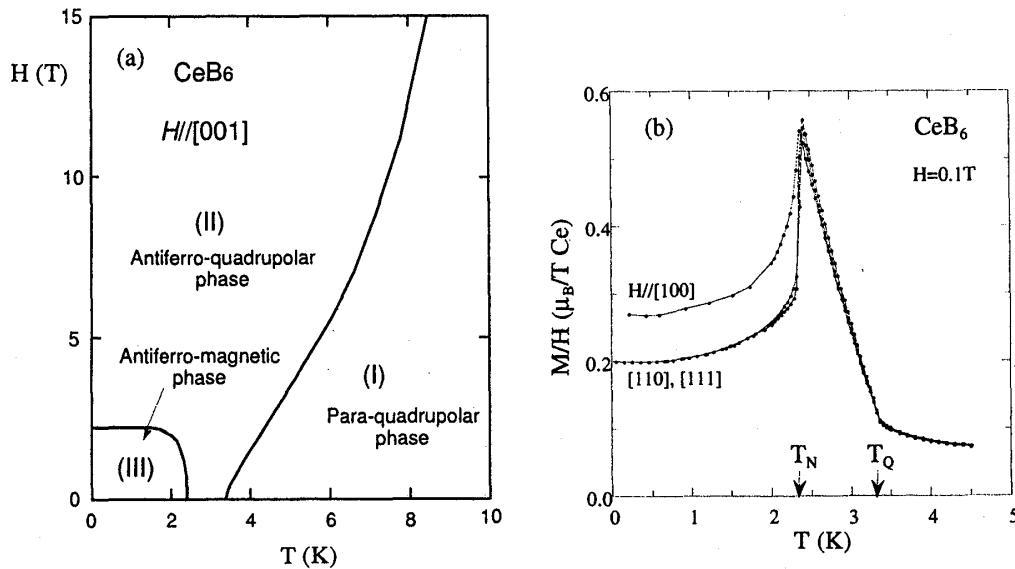 15
(a)
H (T)
CeB6
H//[001]
10
(II)
Antiferro-quadrupolar
phase
5
Antiferro-magnetic
phase
(I)
Para-quadrupolar
phase
(III)
0
0
2
4
6
8
10
T (K)
0.6
(b)
CeB6
H=0.1T
0.4
M/H (μB/T Ce)
H//[100]
0.2
[110], [111]
TN
TQ
0.0
0
1
2
3
4
5
T (K)